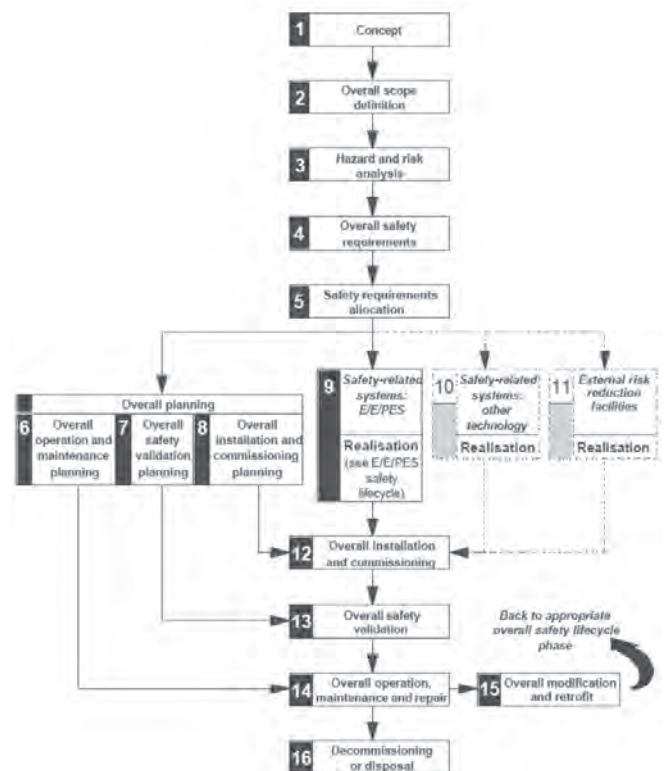 1
Concept
2
Overall scope
definition
3
Hazard and risk
analysis
4
Overall safety
requirements
5
Safety requirements
allocation
Overall planning
6
Overall
operation and
maintenance
planning
7
Overall
safety
validation
planning
8
Overall
installation and
commissioning
planning
9
Safety-related
systems:
E/E/PES
Realisation
(see E/E/PES
safety
lifecycle)
10
Safety-related
systems:
other
technology
Realisation
11
External risk
reduction
facilities
Realisation
12
Overall installation
and commissioning
13
Overall safety
validation
Back to appropriate
overall safety lifecycle
phase
14
Overall operation,
maintenance and repair
15
Overall modification
and retrofit
16
Decommissioning
or disposal